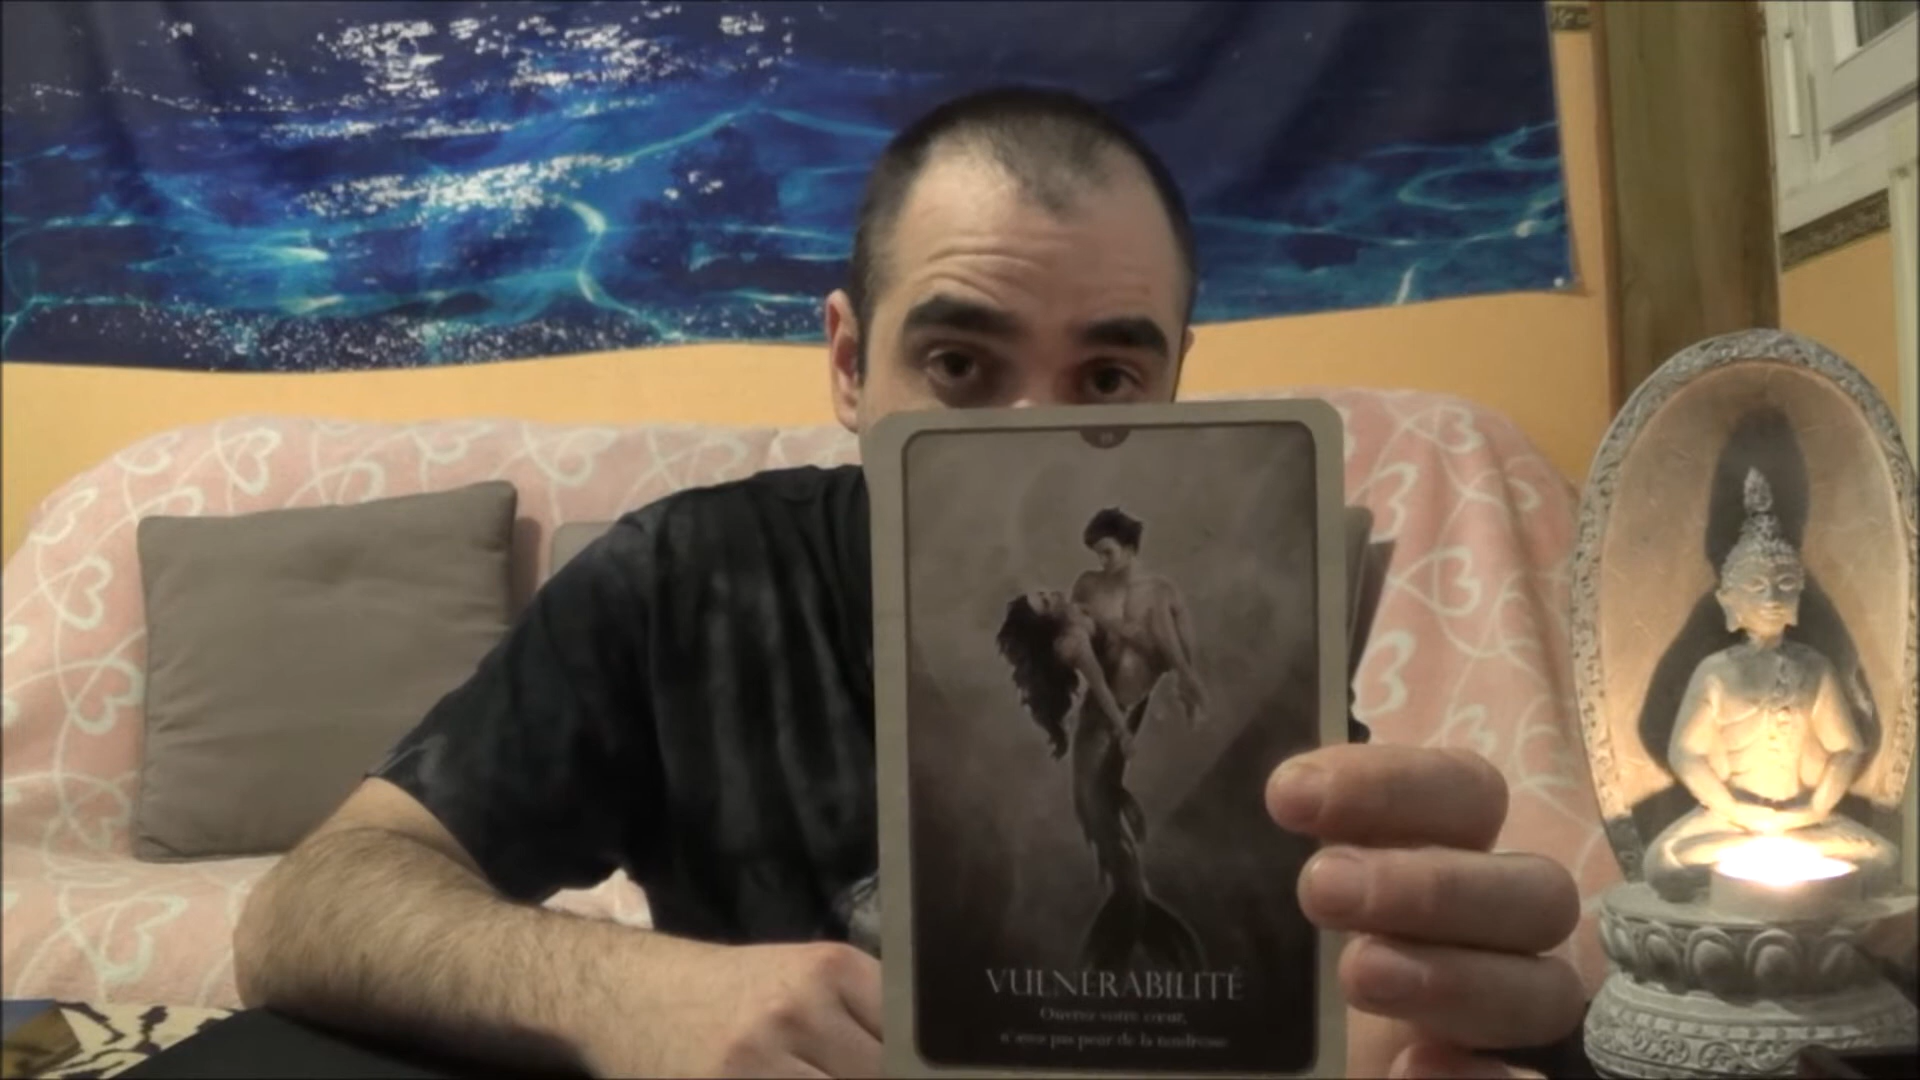 VULNÉRABILITÉ
Ouvrez votre cœur,
n'ayez pas peur de la tendresse